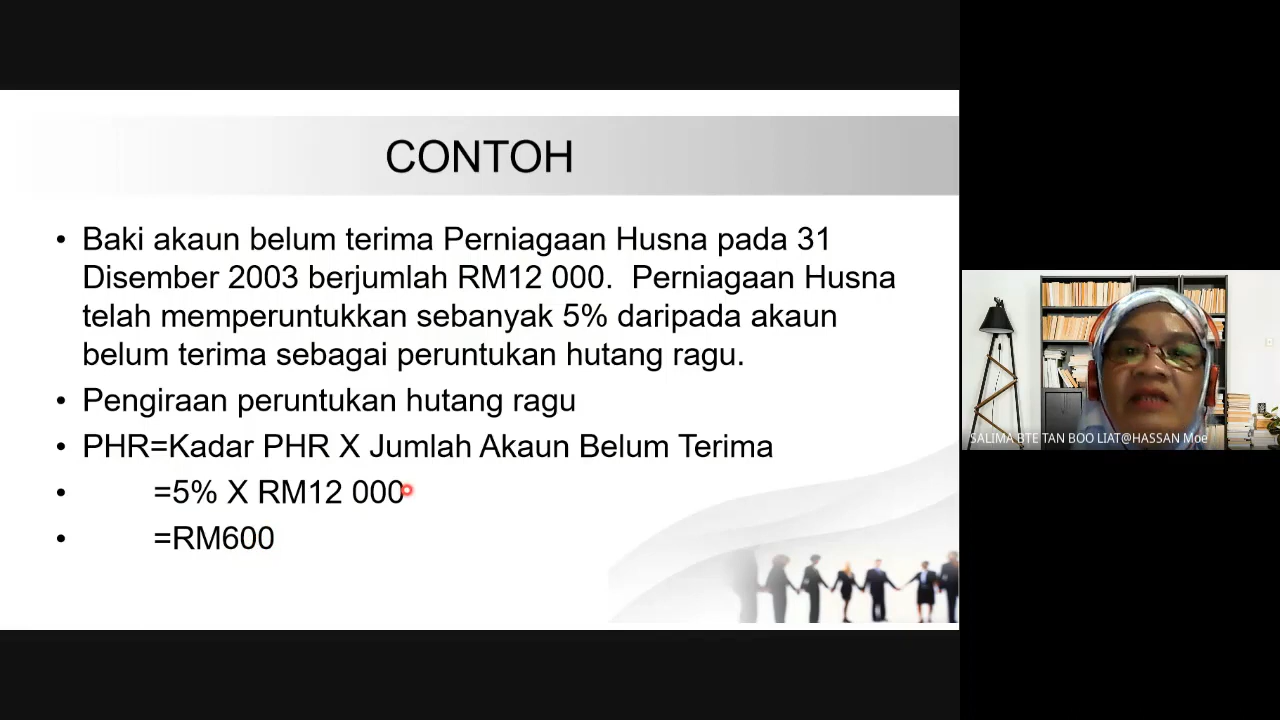 CONTOH
• Baki akaun belum terima Perniagaan Husna pada 31
Disember 2003 berjumlah RM12 000. Perniagaan Husna
telah memperuntukkan sebanyak 5% daripada akaun
belum terima sebagai peruntukan hutang ragu.
• Pengiraan peruntukan hutang ragu
• PHR=Kadar PHR X Jumlah Akaun Belum Terima
• =5% X RM12 000
• =RM600
SALIMA BTE TAN BOO LIAT@HASSAN Moe